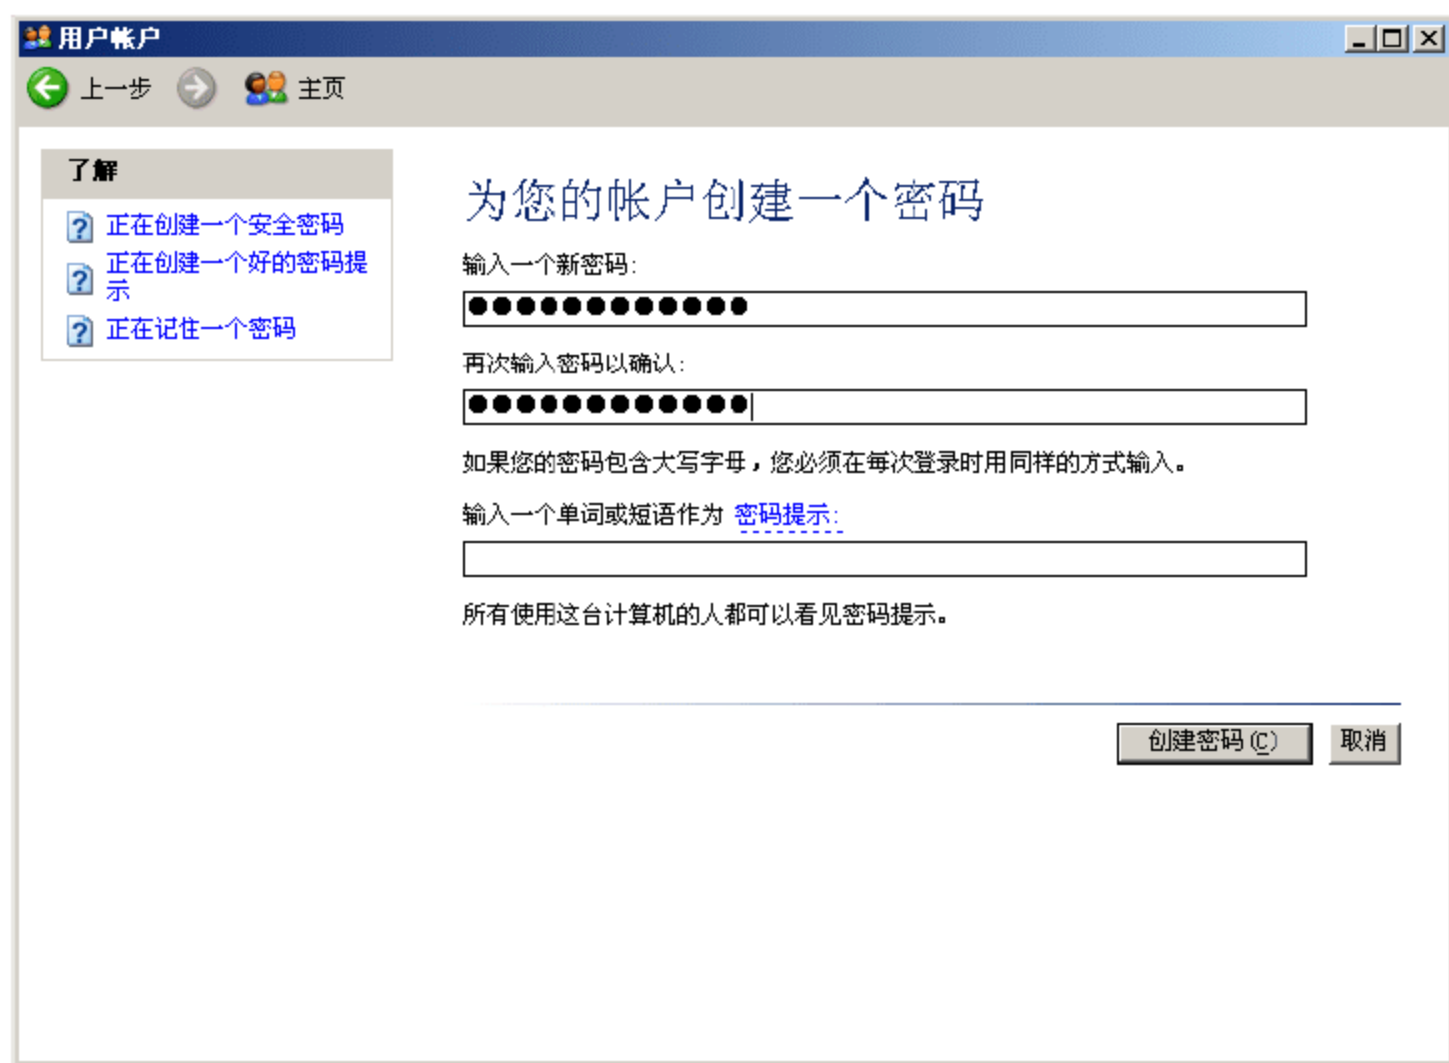 用户帐户
上一步
主页
了解
正在创建一个安全密码
正在创建一个好的密码提
示
正在记住一个密码
为您的帐户创建一个密码
输入一个新密码:
●●●●●●●●●●●●
再次输入密码以确认:
●●●●●●●●●●●●
如果您的密码包含大写字母，您必须在每次登录时用同样的方式输入。
输入一个单词或短语作为 密码提示:
所有使用这台计算机的人都可以看见密码提示。
创建密码(C) 取消